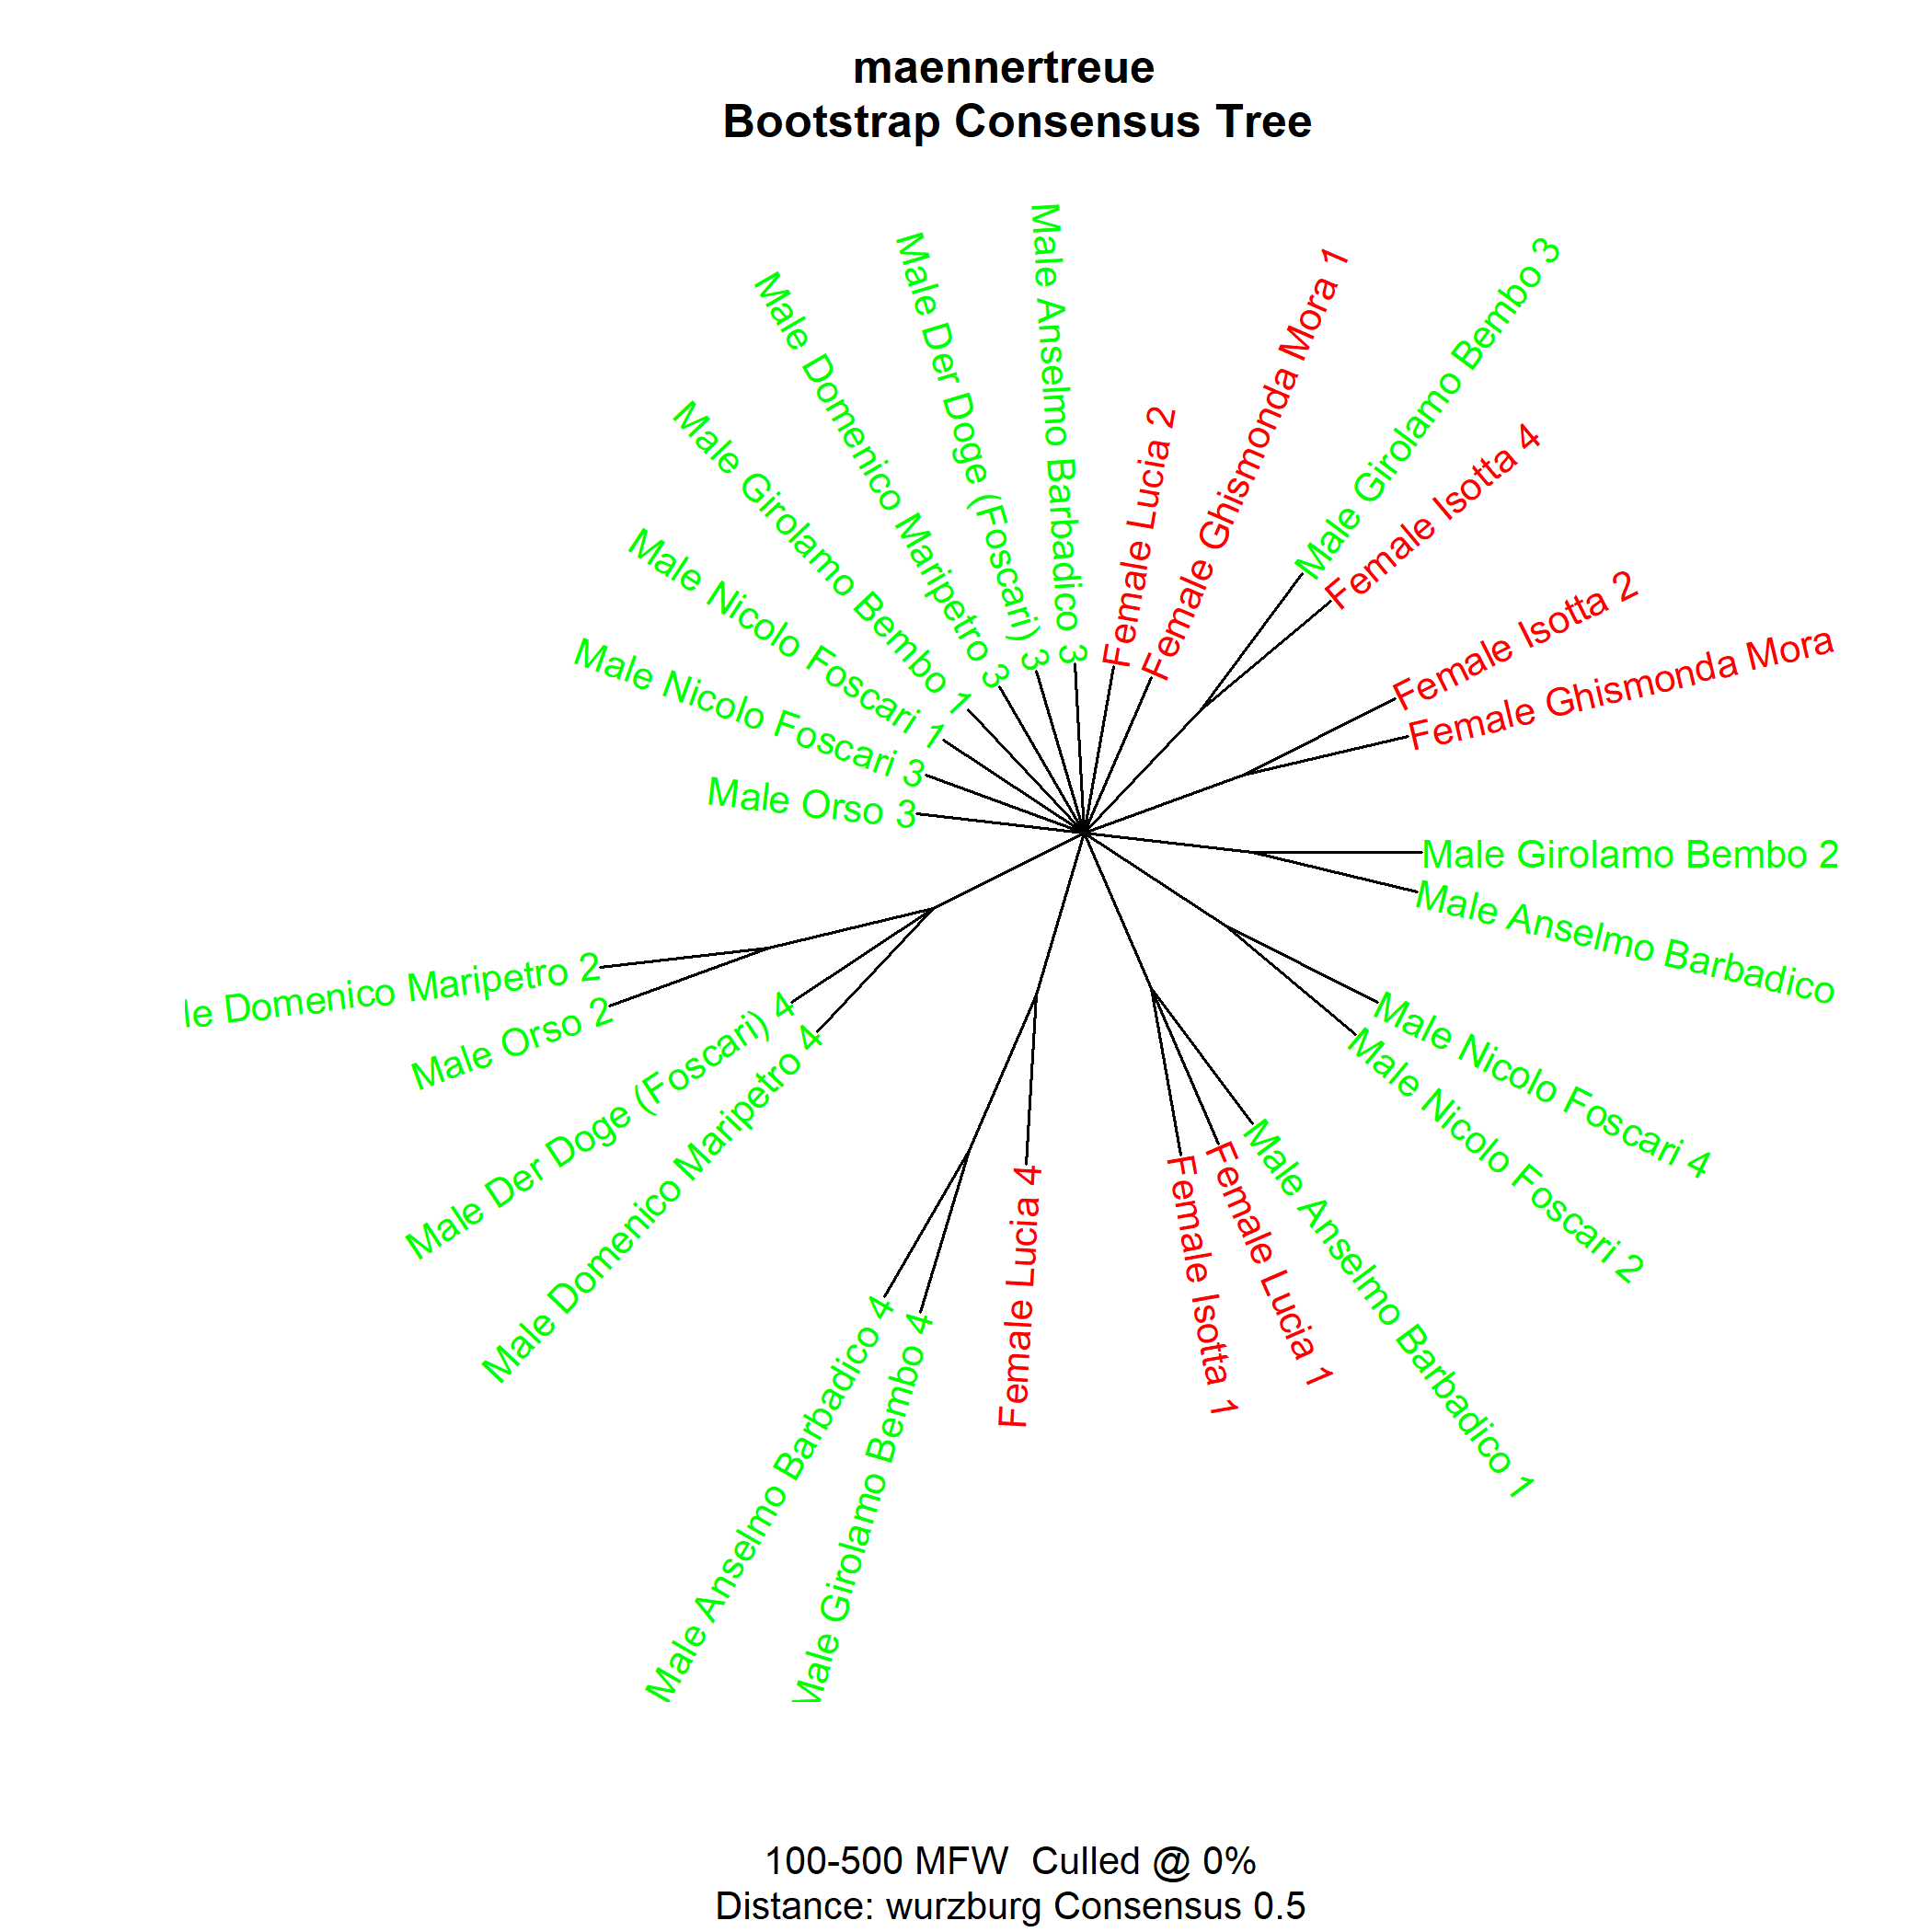 maennertreue
Bootstrap Consensus Tree
Male Anselmo Barbadico 3
Male Der Doge (Foscari) 3
Male Domenico Maripetro 3
Male Girolamo Bembo 1
Male Nicolo Foscari 1
Male Nicolo Foscari 3
Male Orso 3
Female Lucia 2
Female Ghismonda Mora 1
Male Girolamo Bembo 3
Female Isotta 4
Female Isotta 2
Female Ghismonda Mora
Male Girolamo Bembo 2
Male Anselmo Barbadico
Male Nicolo Foscari 4
Male Nicolo Foscari 2
Male Anselmo Barbadico 1
Female Lucia 1
Female Isotta 1
Female Lucia 4
Male Girolamo Bembo 4
Male Anselmo Barbadico 4
Male Domenico Maripetro 4
Male Der Doge (Foscari) 4
Male Orso 2
le Domenico Maripetro 2
100-500 MFW  Culled @ 0%
Distance: wurzburg Consensus 0.5